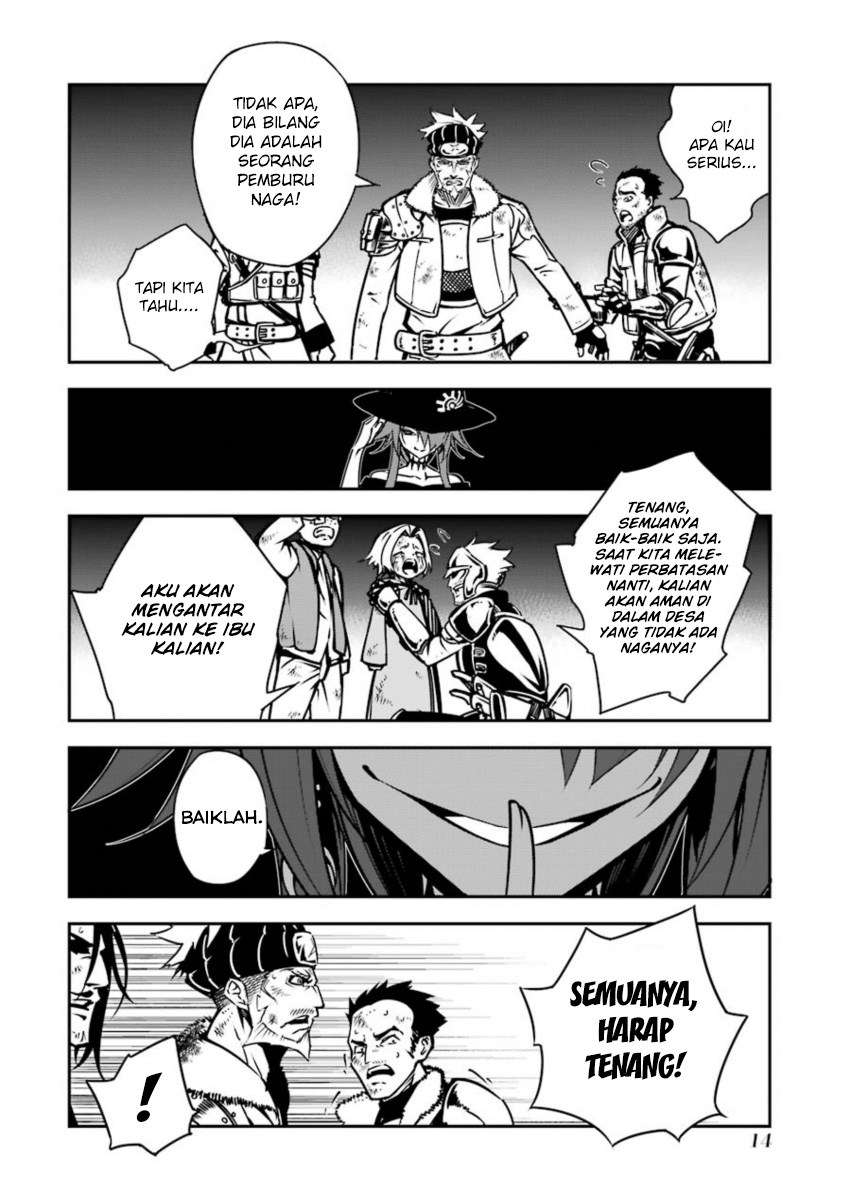 OI!
APA KAU
SERIUS...
TIDAK APA,
DIA BILANG
DIA ADALAH
SEORANG
PEMBURU
NAGA!
TAPI KITA
TAHU....
TENANG,
SEMUANYA
BAIK-BAIK SAJA.
SAAT KITA MELE-
WATI PERBATASAN
NANTI, KALIAN
AKAN AMAN DI
DALAM DESA
YANG TIDAK ADA
NAGANYA!
AKU AKAN
MENGANTAR
KALIAN KE IBU
KALIAN!
BAIKLAH.
SEMUANYA,
HARAP
TENANG!
!
14